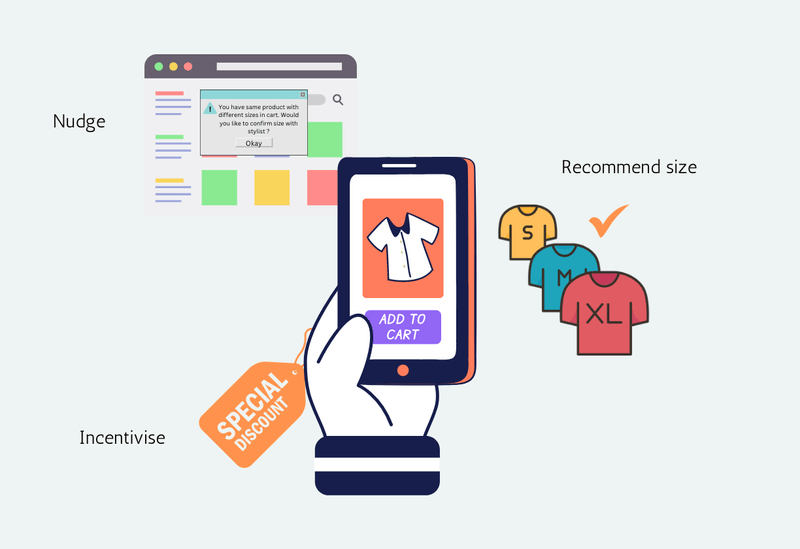 Nudge
You have same product with
different sizes in cart. Would
you like to confirm size with
stylist ?
Okay
Recommend size
S
M
XL
ADD TO
CART
SPECIAL
DISCOUNT
Incentivise